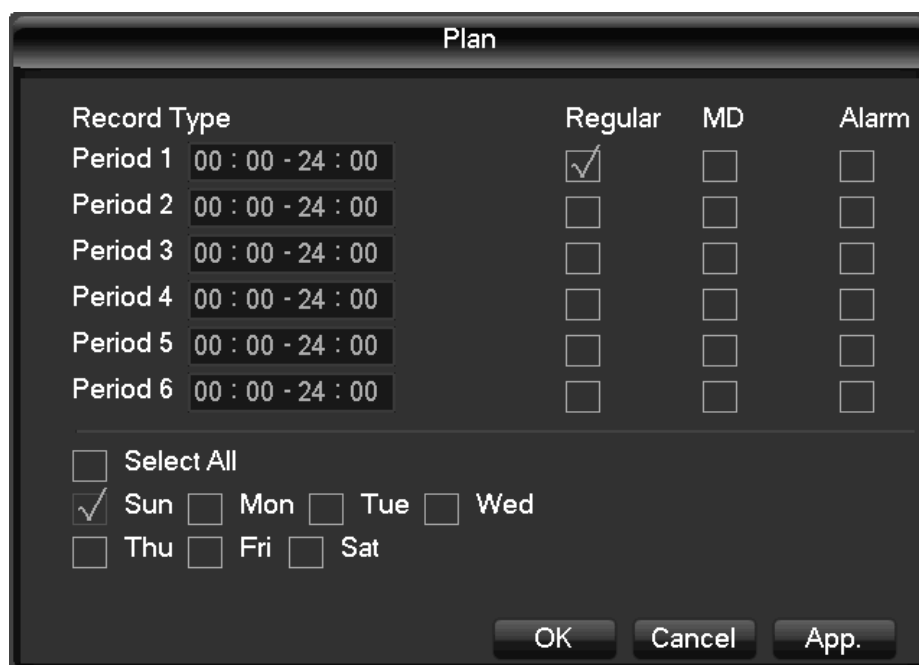 Plan
Record Type Regular MD Alarm
Period 1 00 : 00 - 24 : 00
Period 2 00 : 00 - 24 : 00
Period 3 00 : 00 - 24 : 00
Period 4 00 : 00 - 24 : 00
Period 5 00 : 00 - 24 : 00
Period 6 00 : 00 - 24 : 00
Select All
Sun Mon Tue Wed
Thu Fri Sat
OK Cancel App.